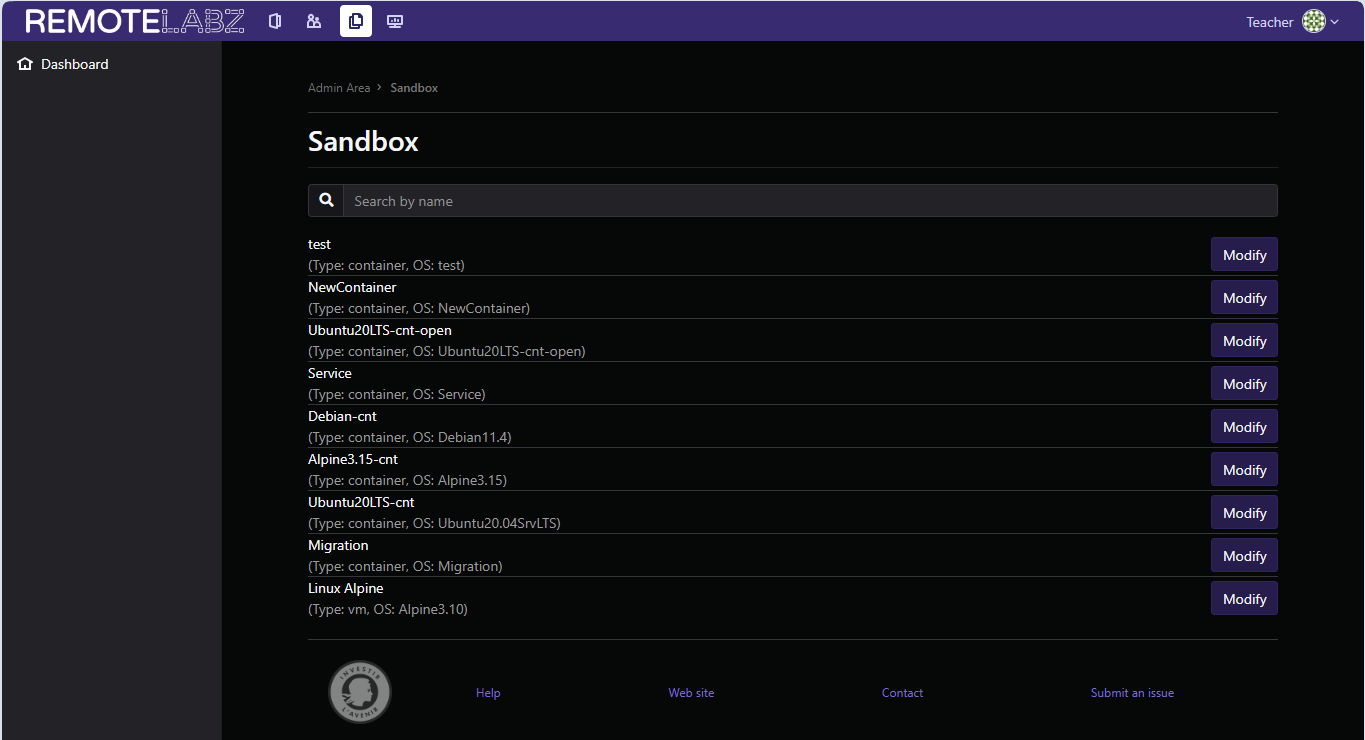 REMOTELABZ
Teacher
Dashboard
Admin Area › Sandbox
Sandbox
Search by name
test
Modify
(Type: container, OS: test)
NewContainer
Modify
(Type: container, OS: NewContainer)
Ubuntu20LTS-cnt-open
Modify
(Type: container, OS: Ubuntu20LTS-cnt-open)
Service
Modify
(Type: container, OS: Service)
Debian-cnt
Modify
(Type: container, OS: Debian11.4)
Alpine3.15-cnt
Modify
(Type: container, OS: Alpine3.15)
Ubuntu20LTS-cnt
Modify
(Type: container, OS: Ubuntu20.04SrvLTS)
Migration
Modify
(Type: container, OS: Migration)
Linux Alpine
Modify
(Type: vm, OS: Alpine3.10)
INVESTIR
L'AVENIR
Help
Web site
Contact
Submit an issue